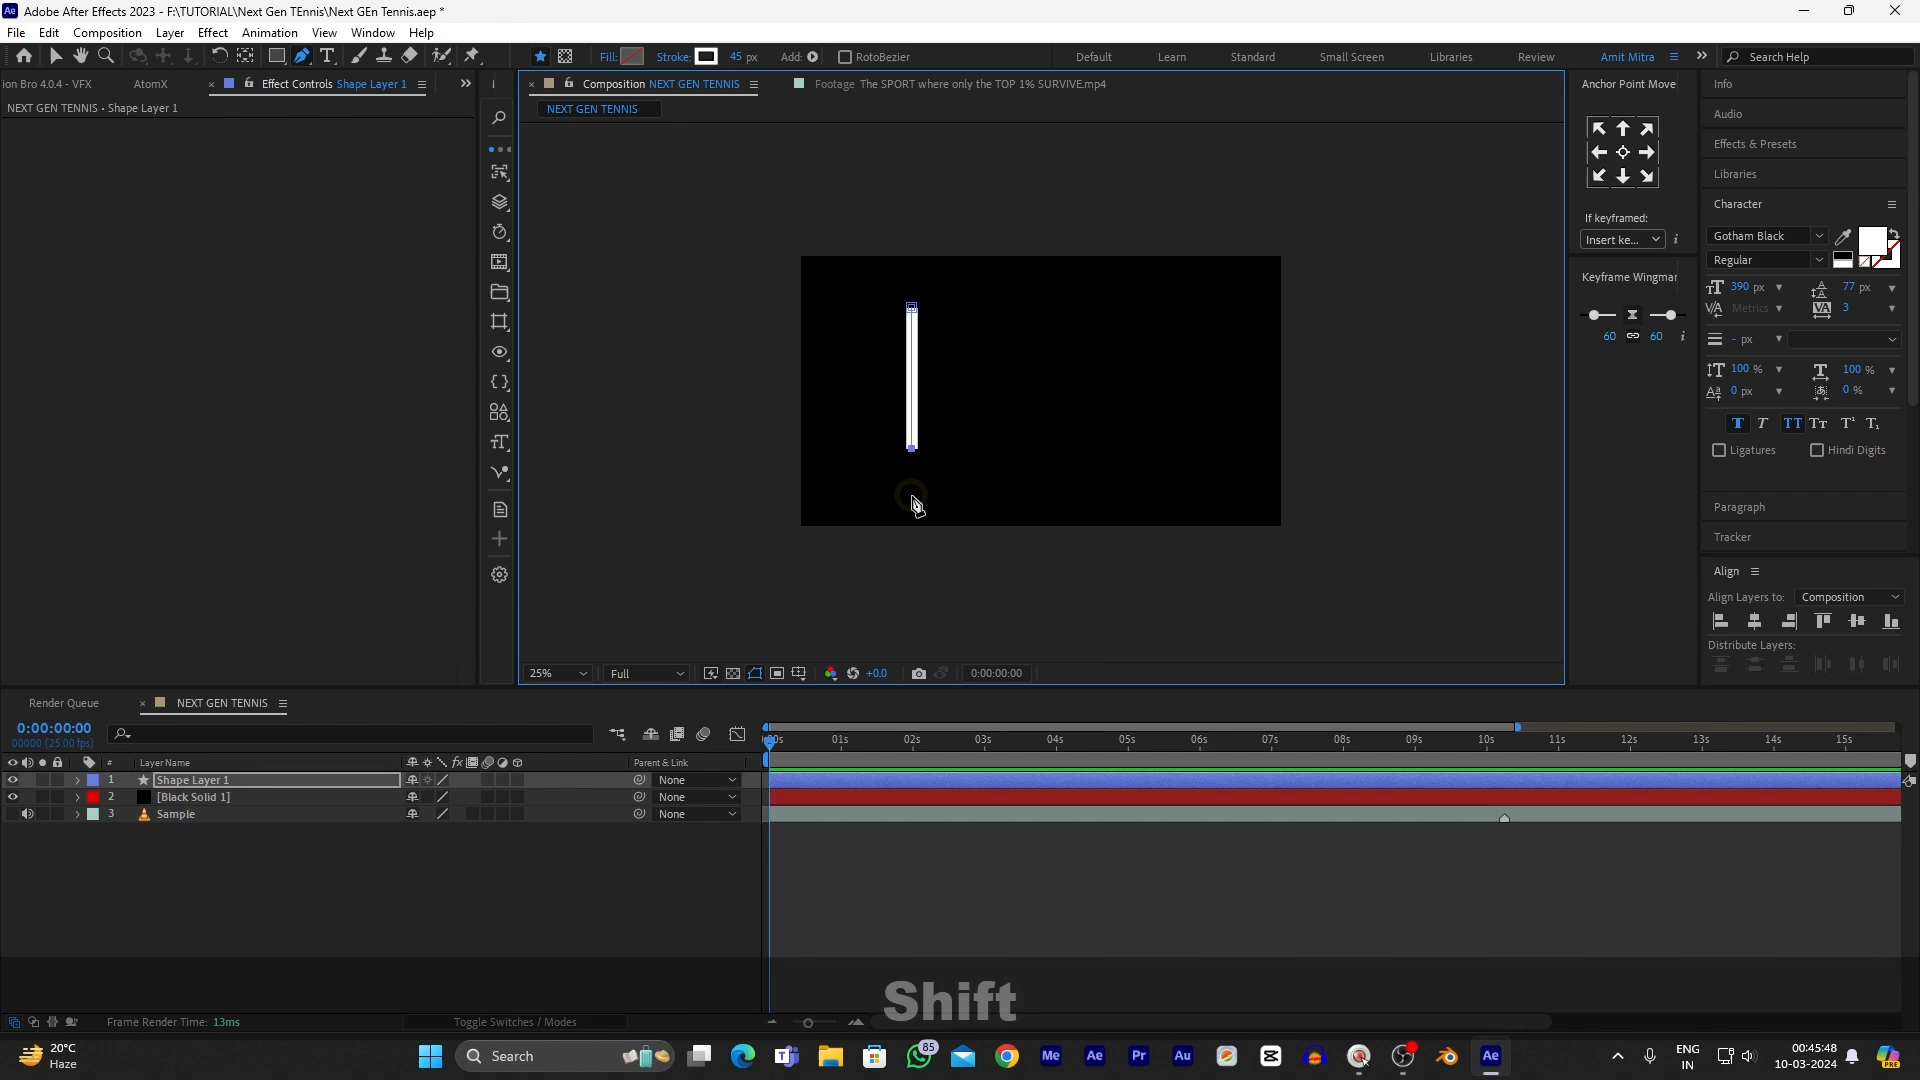 Adobe After Effects 2023 - F:\TUTORIAL\Next Gen TEnnis\Next GEn Tennis.aep *
File Edit Composition Layer Effect Animation View Window Help
Fill: Stroke: 45 px Add: RotoBezier Default Learn Standard Small Screen Libraries Review Amit Mitra Search Help
ion Bro 4.0.4 - VFX AtomX Effect Controls Shape Layer 1
NEXT GEN TENNIS • Shape Layer 1
Composition NEXT GEN TENNIS Footage The SPORT where only the TOP 1% SURVIVE.mp4
NEXT GEN TENNIS
Anchor Point Move
If keyframed:
Insert ke...
Keyframe Wingmar
60 60
Info
Audio
Effects & Presets
Libraries
Character
Gotham Black
Regular
390 px 77 px
Metrics 3
- px
100 % 100 %
0 px 0 %
T T TT Tt T¹ T₁
Ligatures Hindi Digits
Paragraph
Tracker
Align
Align Layers to: Composition
Distribute Layers:
25% Full +0.0 0:00:00:00
Render Queue NEXT GEN TENNIS
0:00:00:00
00000 (25.00 fps)
# Layer Name Parent & Link
1 Shape Layer 1 None
2 [Black Solid 1] None
3 Sample None
01s 02s 03s 04s 05s 06s 07s 08s 09s 10s 11s 12s 13s 14s 15s
Shift
Frame Render Time: 13ms Toggle Switches / Modes
20°C
Haze
Search
85
Me Ae Pr Au Ae
ENG
IN
00:45:48
10-03-2024
PRE